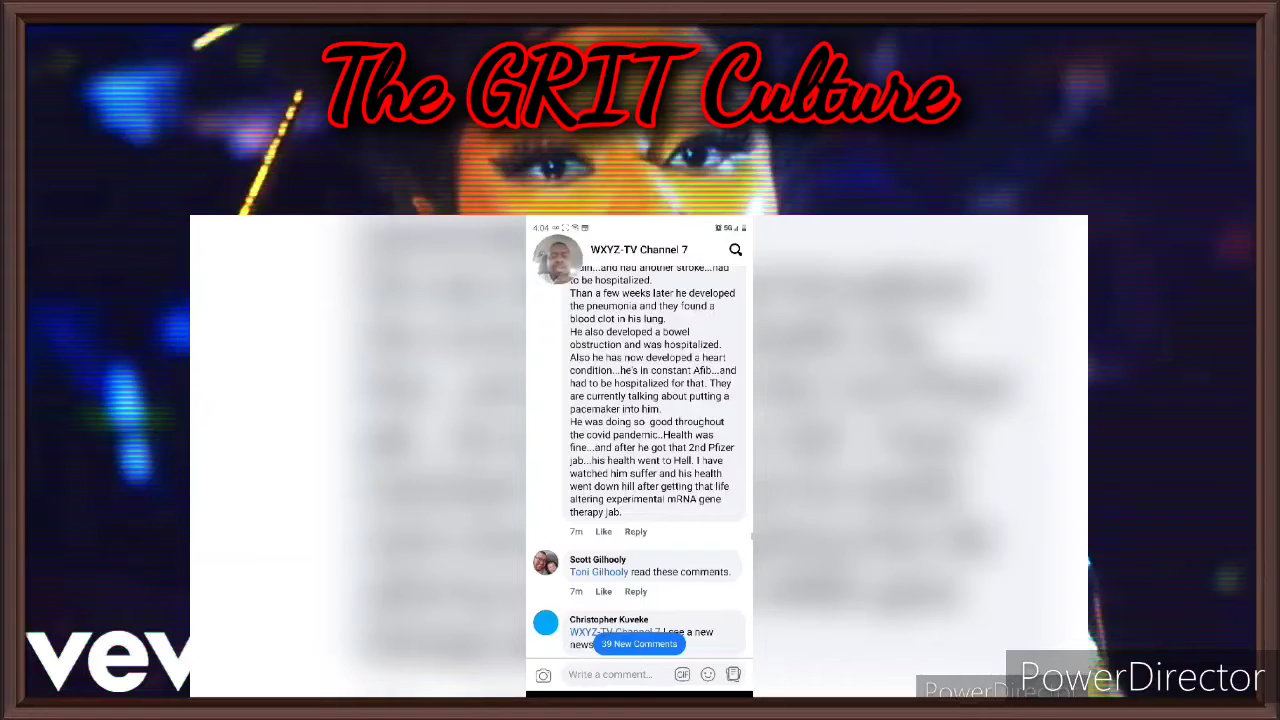 The GRIT Culture
4:04
5G
WXYZ-TV Channel 7
...and had another stroke...had
to be hospitalized.
Than a few weeks later he developed
the pneumonia and they found a
blood clot in his lung.
He also developed a bowel
obstruction and was hospitalized.
Also he has now developed a heart
condition...he's in constant Afib...and
had to be hospitalized for that. They
are currently talking about putting a
pacemaker into him.
He was doing so good throughout
the covid pandemic..Health was
fine...and after he got that 2nd Pfizer
jab...his health went to Hell. I have
watched him suffer and his health
went down hill after getting that life
altering experimental mRNA gene
therapy jab.
7m Like Reply
Scott Gilhooly
Toni Gilhooly read these comments.
7m Like Reply
Christopher Kuveke
WXYZ-TV Channel 7 I see a new
news
39 New Comments
Write a comment...
GIF
vev
PowerDirector
PowerDirector